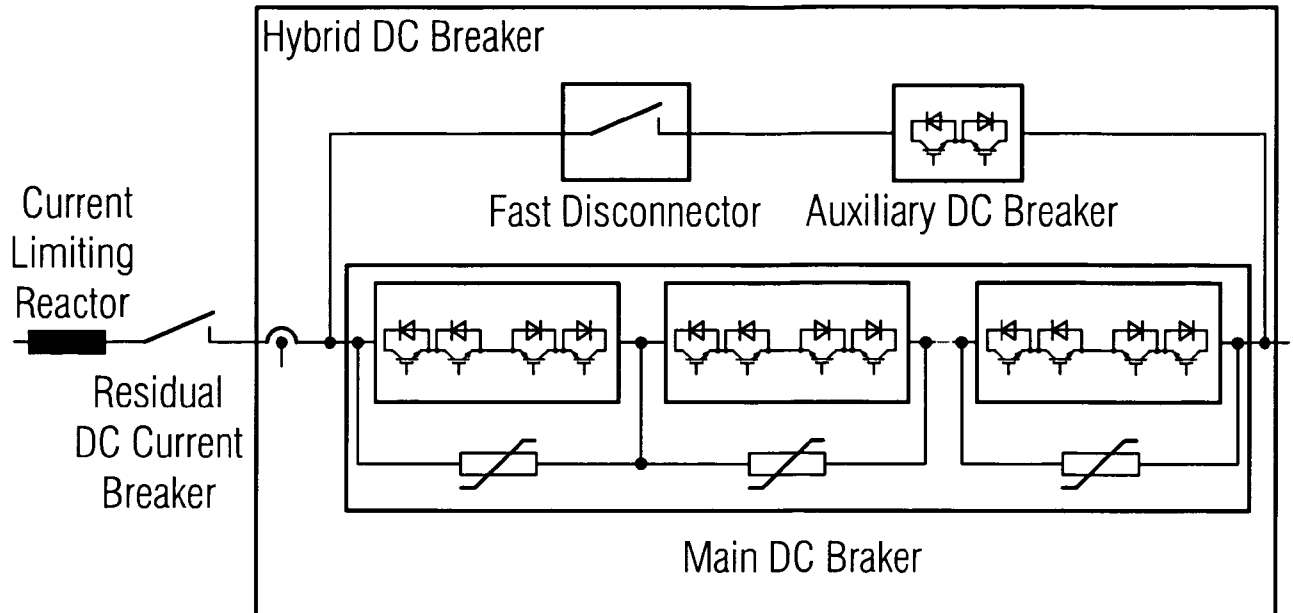 Hybrid DC Breaker
Fast Disconnector
Auxiliary DC Breaker
Current
Limiting
Reactor
Residual
DC Current
Breaker
Main DC Braker